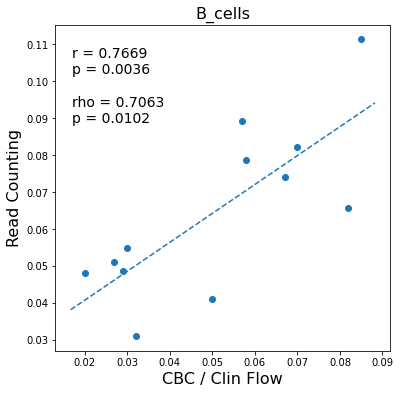 B_cells
r = 0.7669
p = 0.0036
rho = 0.7063
p = 0.0102
Read Counting
0.11
0.10
0.09
0.08
0.07
0.06
0.05
0.04
0.03
0.02 0.03 0.04 0.05 0.06 0.07 0.08 0.09
CBC / Clin Flow